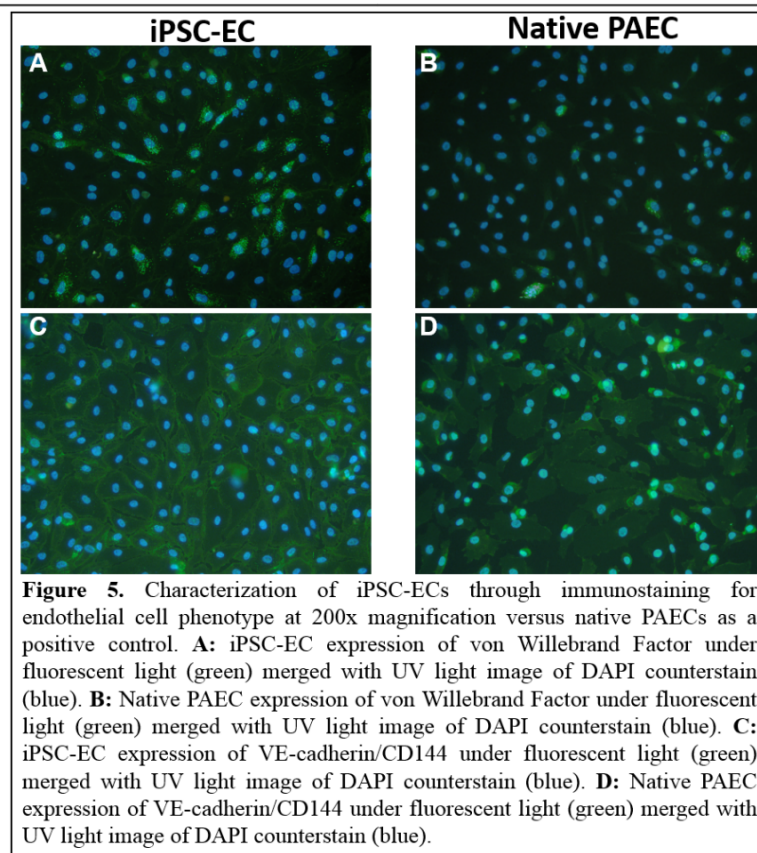 iPSC-EC
Native PAEC
A
B
C
D
Figure 5. Characterization of iPSC-ECs through immunostaining for
endothelial cell phenotype at 200x magnification versus native PAECs as a
positive control. A: iPSC-EC expression of von Willebrand Factor under
fluorescent light (green) merged with UV light image of DAPI counterstain
(blue). B: Native PAEC expression of von Willebrand Factor under fluorescent
light (green) merged with UV light image of DAPI counterstain (blue). C:
iPSC-EC expression of VE-cadherin/CD144 under fluorescent light (green)
merged with UV light image of DAPI counterstain (blue). D: Native PAEC
expression of VE-cadherin/CD144 under fluorescent light (green) merged with
UV light image of DAPI counterstain (blue).